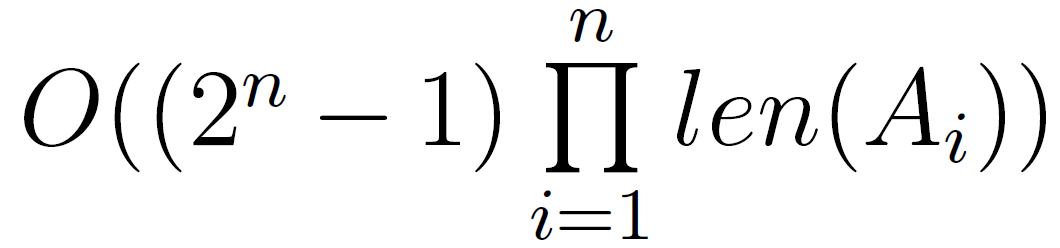 O((2^n − 1) ∏_{i=1}^{n} len(A_i))